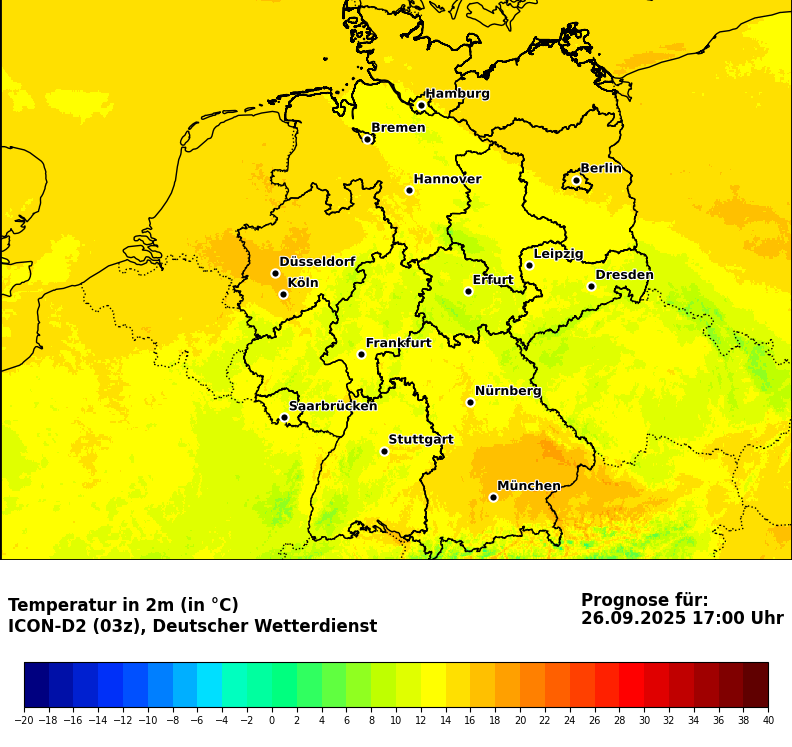 Hamburg
Bremen
Berlin
Hannover
Leipzig
Düsseldorf
Dresden
Erfurt
Köln
Frankfurt
Nürnberg
Saarbrücken
Stuttgart
München
Temperatur in 2m (in °C)
ICON-D2 (03z), Deutscher Wetterdienst
Prognose für:
26.09.2025 17:00 Uhr
−20 −18 −16 −14 −12 −10 −8 −6 −4 −2 0 2 4 6 8 10 12 14 16 18 20 22 24 26 28 30 32 34 36 38 40